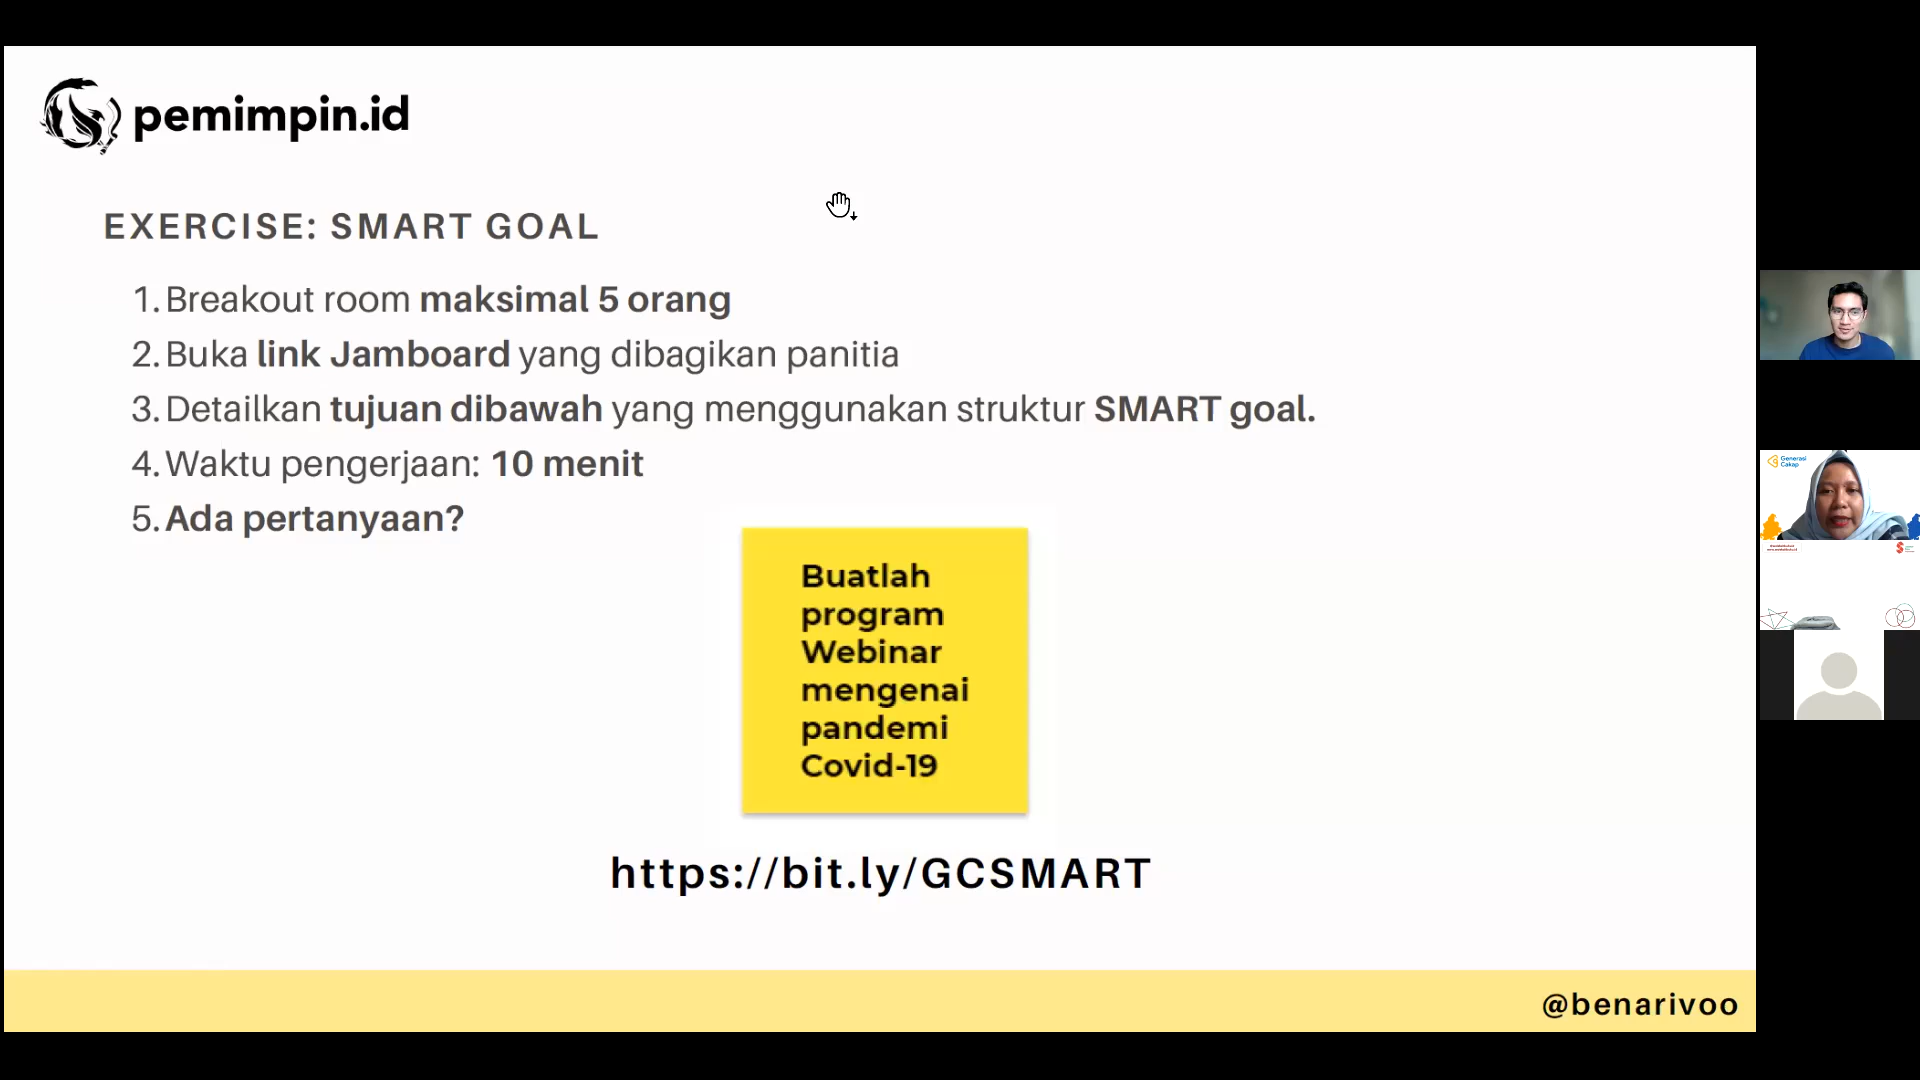 pemimpin.id
EXERCISE: SMART GOAL
1. Breakout room maksimal 5 orang
2. Buka link Jamboard yang dibagikan panitia
3. Detailkan tujuan dibawah yang menggunakan struktur SMART goal.
4. Waktu pengerjaan: 10 menit
5. Ada pertanyaan?
Buatlah
program
Webinar
mengenai
pandemi
Covid-19
https://bit.ly/GCSMART
@benarivoo
Generasi
Cakap